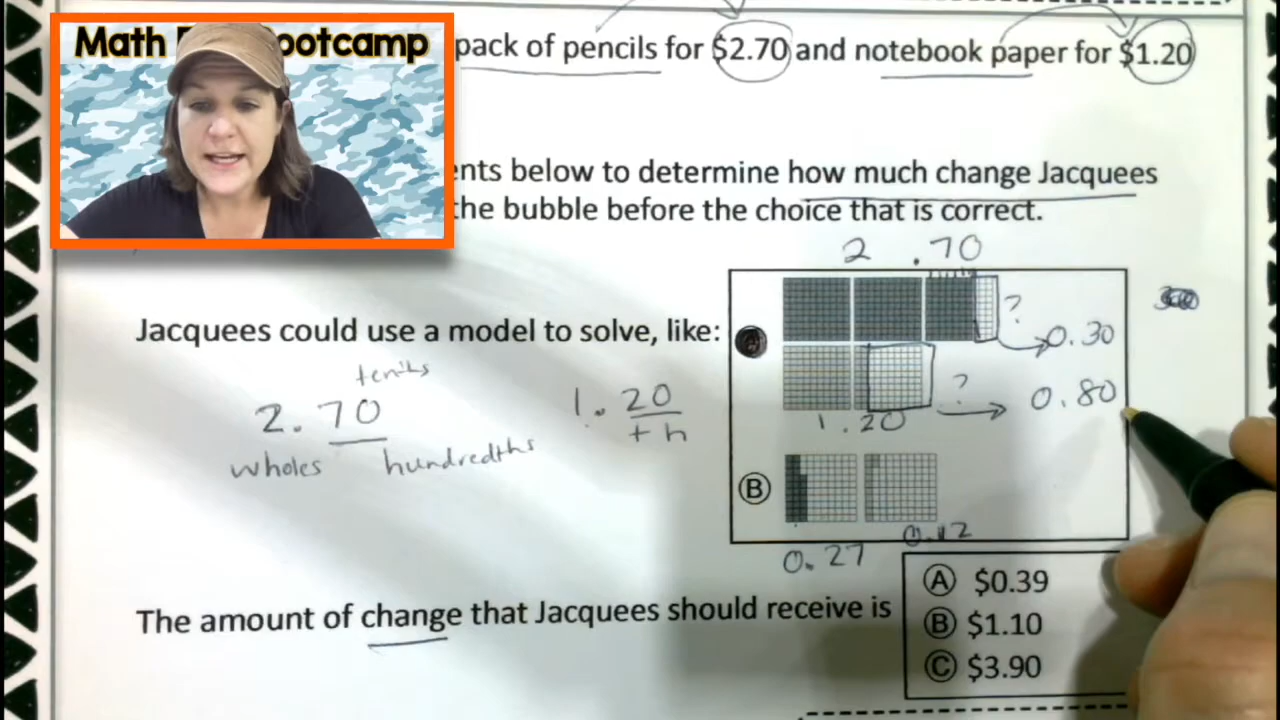 Math Bootcamp
pack of pencils for $2.70 and notebook paper for $1.20
ents below to determine how much change Jacquees
the bubble before the choice that is correct.
2 .70
Jacquees could use a model to solve, like:
? 0.30
tenths
2.70
wholes hundredths
1.20
t h
? 0.80
1.20
Ⓑ
0.27 0.12
The amount of change that Jacquees should receive is
Ⓐ $0.39
Ⓑ $1.10
Ⓒ $3.90